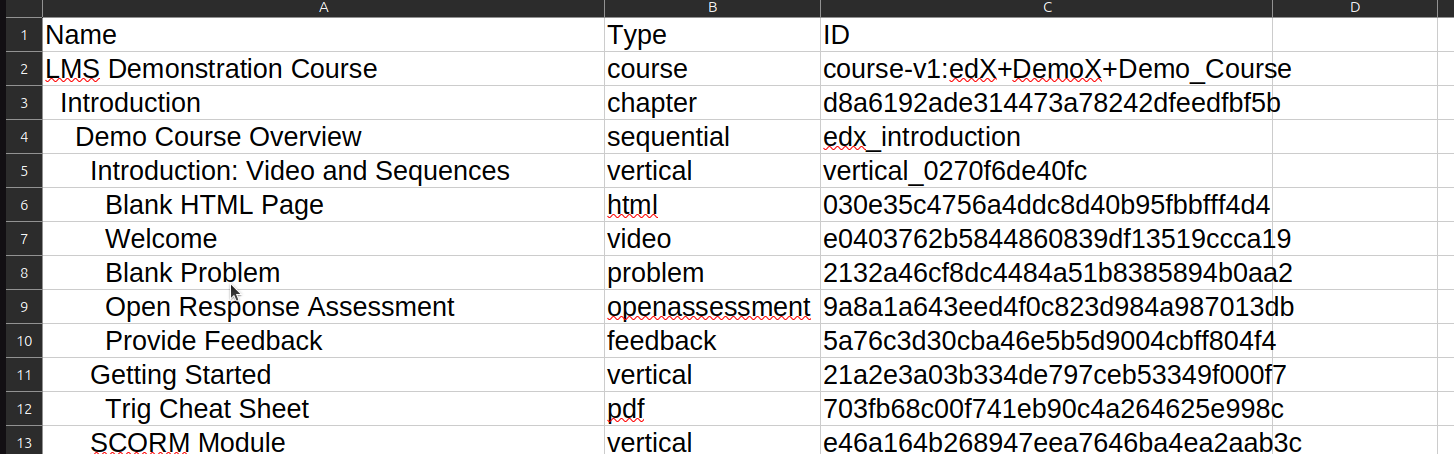 A B C D
1 Name Type ID
2 LMS Demonstration Course course course-v1:edX+DemoX+Demo_Course
3 Introduction chapter d8a6192ade314473a78242dfeedfbf5b
4 Demo Course Overview sequential edx_introduction
5 Introduction: Video and Sequences vertical vertical_0270f6de40fc
6 Blank HTML Page html 030e35c4756a4ddc8d40b95fbbfff4d4
7 Welcome video e0403762b5844860839df13519ccca19
8 Blank Problem problem 2132a46cf8dc4484a51b8385894b0aa2
9 Open Response Assessment openassessment 9a8a1a643eed4f0c823d984a987013db
10 Provide Feedback feedback 5a76c3d30cba46e5b5d9004cbff804f4
11 Getting Started vertical 21a2e3a03b334de797ceb53349f000f7
12 Trig Cheat Sheet pdf 703fb68c00f741eb90c4a264625e998c
13 SCORM Module vertical e46a164b268947eea7646ba4ea2aab3c